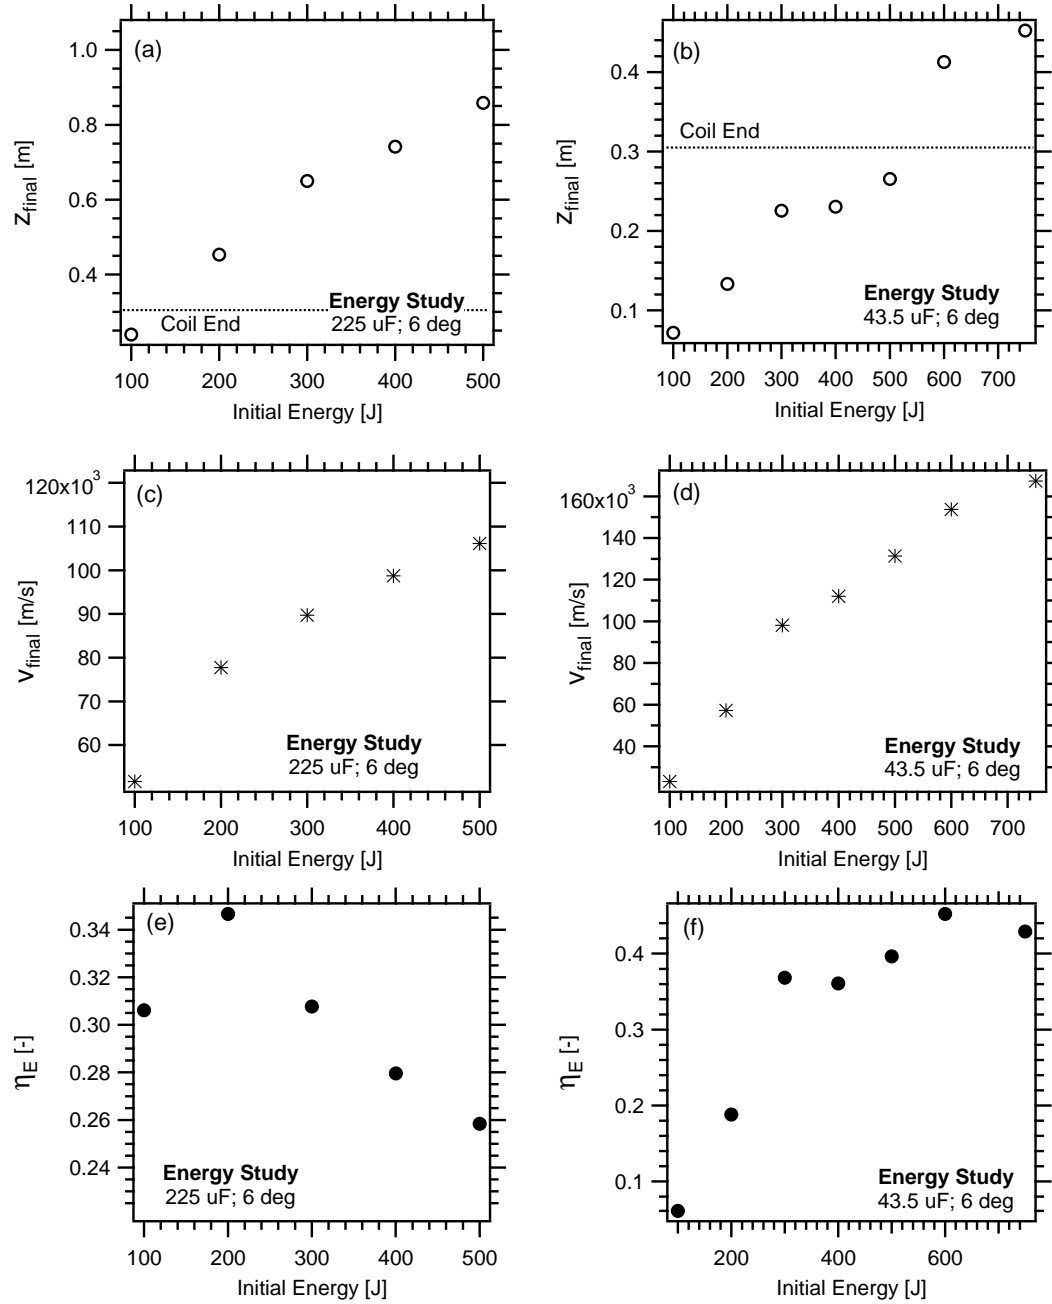 (a)
1.0
0.8
0.6
0.4
z_final [m]
Coil End
Energy Study
225 uF; 6 deg
100 200 300 400 500
Initial Energy [J]
(b)
0.4
0.3
0.2
0.1
z_final [m]
Coil End
Energy Study
43.5 uF; 6 deg
100 200 300 400 500 600 700
Initial Energy [J]
(c)
120x10³
110
100
90
80
70
60
v_final [m/s]
Energy Study
225 uF; 6 deg
100 200 300 400 500
Initial Energy [J]
(d)
160x10³
140
120
100
80
60
40
v_final [m/s]
Energy Study
43.5 uF; 6 deg
100 200 300 400 500 600 700
Initial Energy [J]
(e)
0.34
0.32
0.30
0.28
0.26
0.24
η_E [-]
Energy Study
225 uF; 6 deg
100 200 300 400 500
Initial Energy [J]
(f)
0.4
0.3
0.2
0.1
η_E [-]
Energy Study
43.5 uF; 6 deg
200 400 600
Initial Energy [J]